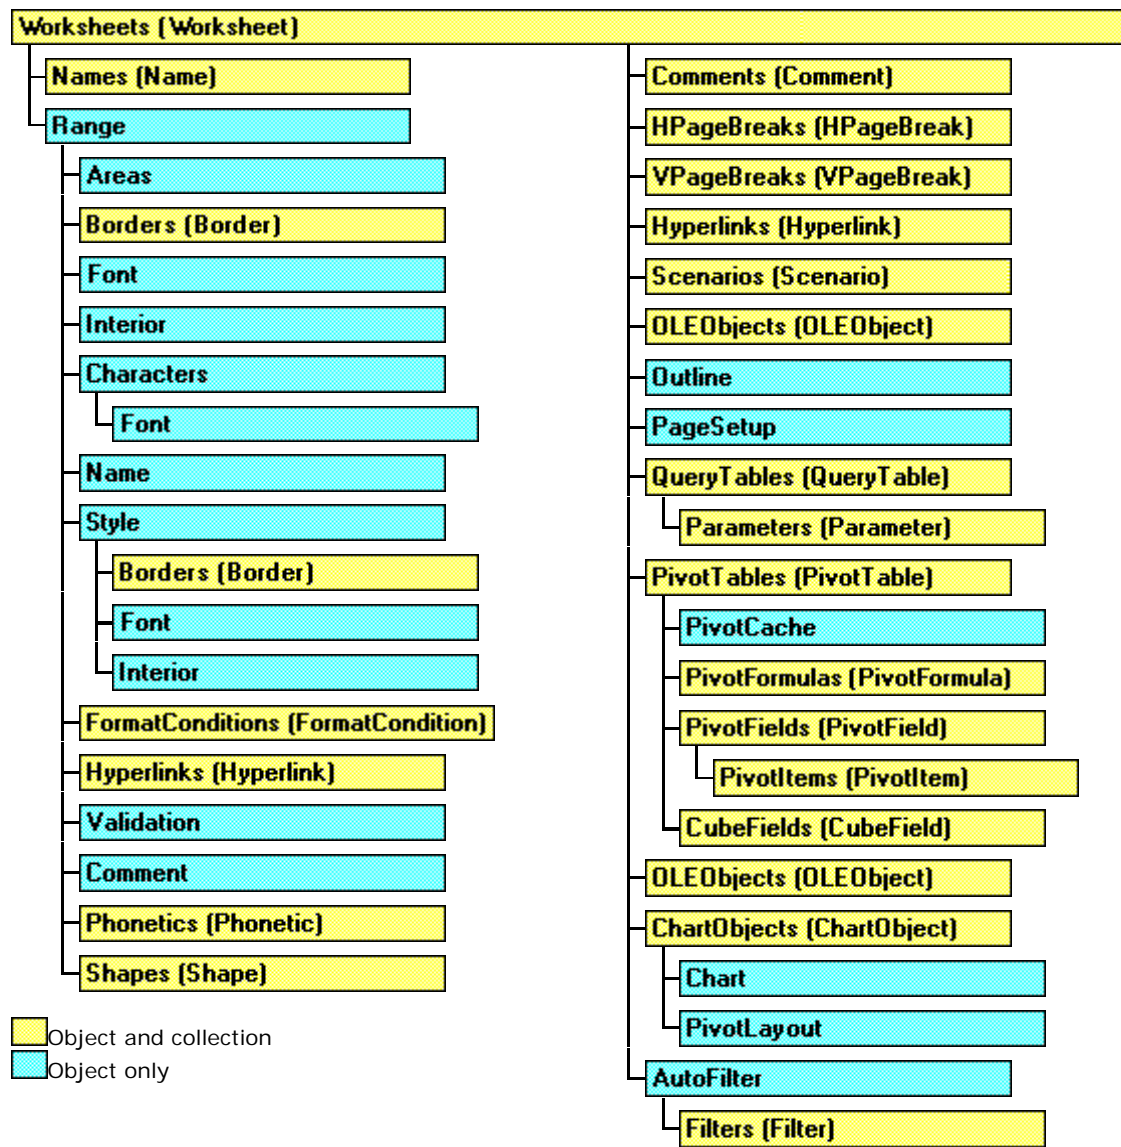 Worksheets (Worksheet)
Names (Name)
Range
Areas
Borders (Border)
Font
Interior
Characters
Font
Name
Style
Borders (Border)
Font
Interior
FormatConditions (FormatCondition)
Hyperlinks (Hyperlink)
Validation
Comment
Phonetics (Phonetic)
Shapes (Shape)
Object and collection
Object only
Comments (Comment)
HPageBreaks (HPageBreak)
VPageBreaks (VPageBreak)
Hyperlinks (Hyperlink)
Scenarios (Scenario)
OLEObjects (OLEObject)
Outline
PageSetup
QueryTables (QueryTable)
Parameters (Parameter)
PivotTables (PivotTable)
PivotCache
PivotFormulas (PivotFormula)
PivotFields (PivotField)
PivotItems (PivotItem)
CubeFields (CubeField)
OLEObjects (OLEObject)
ChartObjects (ChartObject)
Chart
PivotLayout
AutoFilter
Filters (Filter)